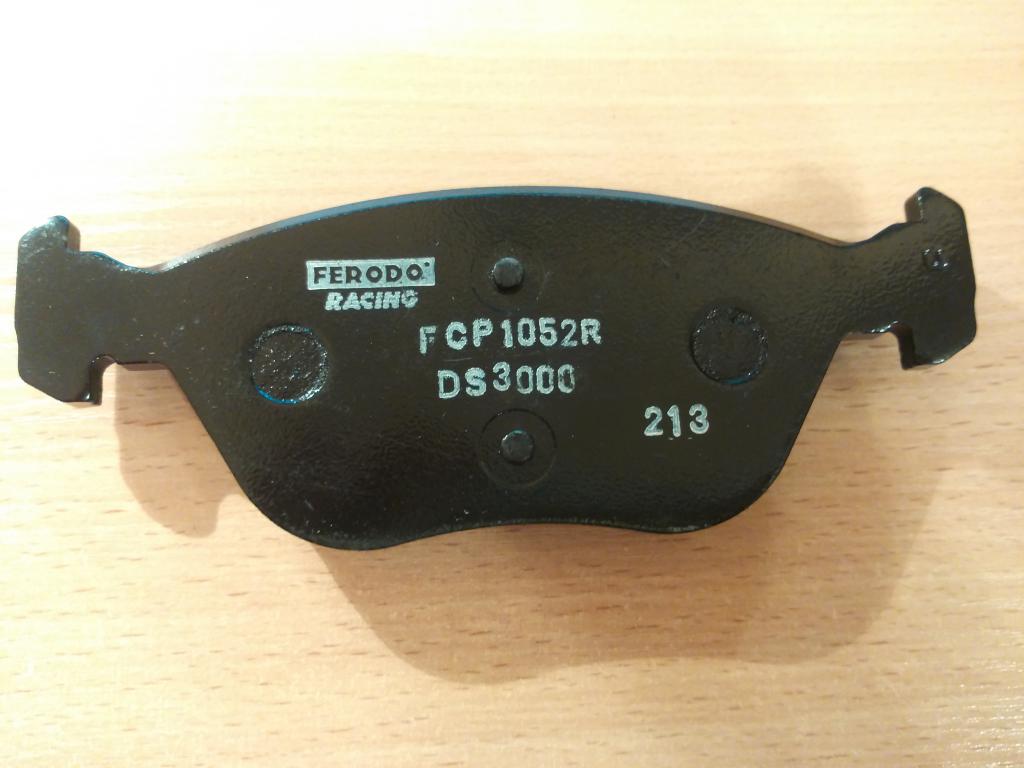 FERODO
RACING
FCP1052R
DS3000
213